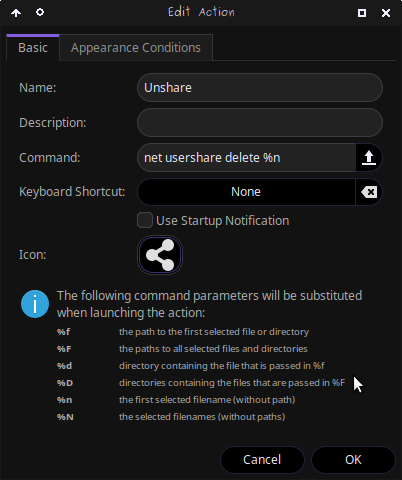 Edit Action
Basic
Appearance Conditions
Name:
Unshare
Description:
Command:
net usershare delete %n
Keyboard Shortcut:
None
Use Startup Notification
Icon:
The following command parameters will be substituted
when launching the action:
%f the path to the first selected file or directory
%F the paths to all selected files and directories
%d directory containing the file that is passed in %f
%D directories containing the files that are passed in %F
%n the first selected filename (without path)
%N the selected filenames (without paths)
Cancel
OK